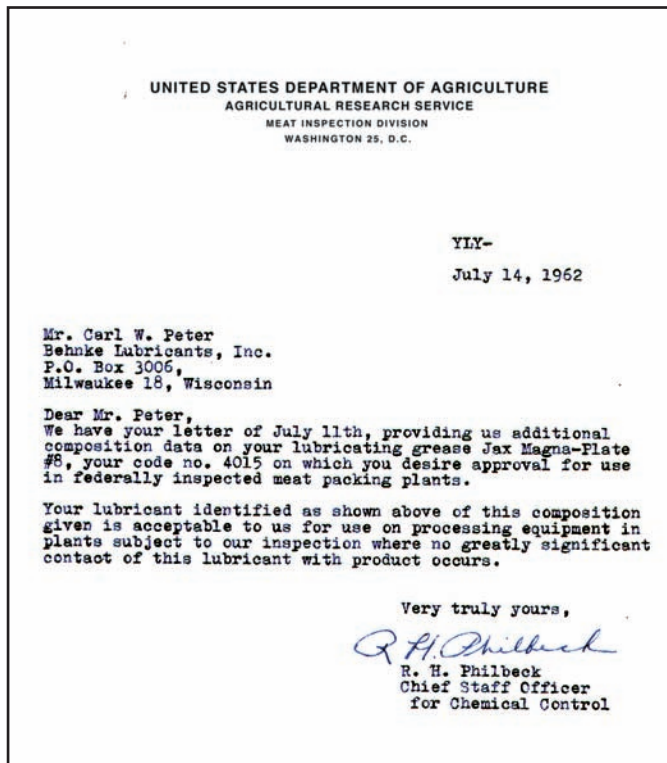 UNITED STATES DEPARTMENT OF AGRICULTURE
AGRICULTURAL RESEARCH SERVICE
MEAT INSPECTION DIVISION
WASHINGTON 25, D.C.
YLY-
July 14, 1962
Mr. Carl W. Peter
Behnke Lubricants, Inc.
P.O. Box 3006,
Milwaukee 18, Wisconsin
Dear Mr. Peter,
We have your letter of July 11th, providing us additional
composition data on your lubricating grease Jax Magna-Plate
#8, your code no. 4015 on which you desire approval for use
in federally inspected meat packing plants.
Your lubricant identified as shown above of this composition
given is acceptable to us for use on processing equipment in
plants subject to our inspection where no greatly significant
contact of this lubricant with product occurs.
Very truly yours,
R H. Philbeck
R. H. Philbeck
Chief Staff Officer
for Chemical Control